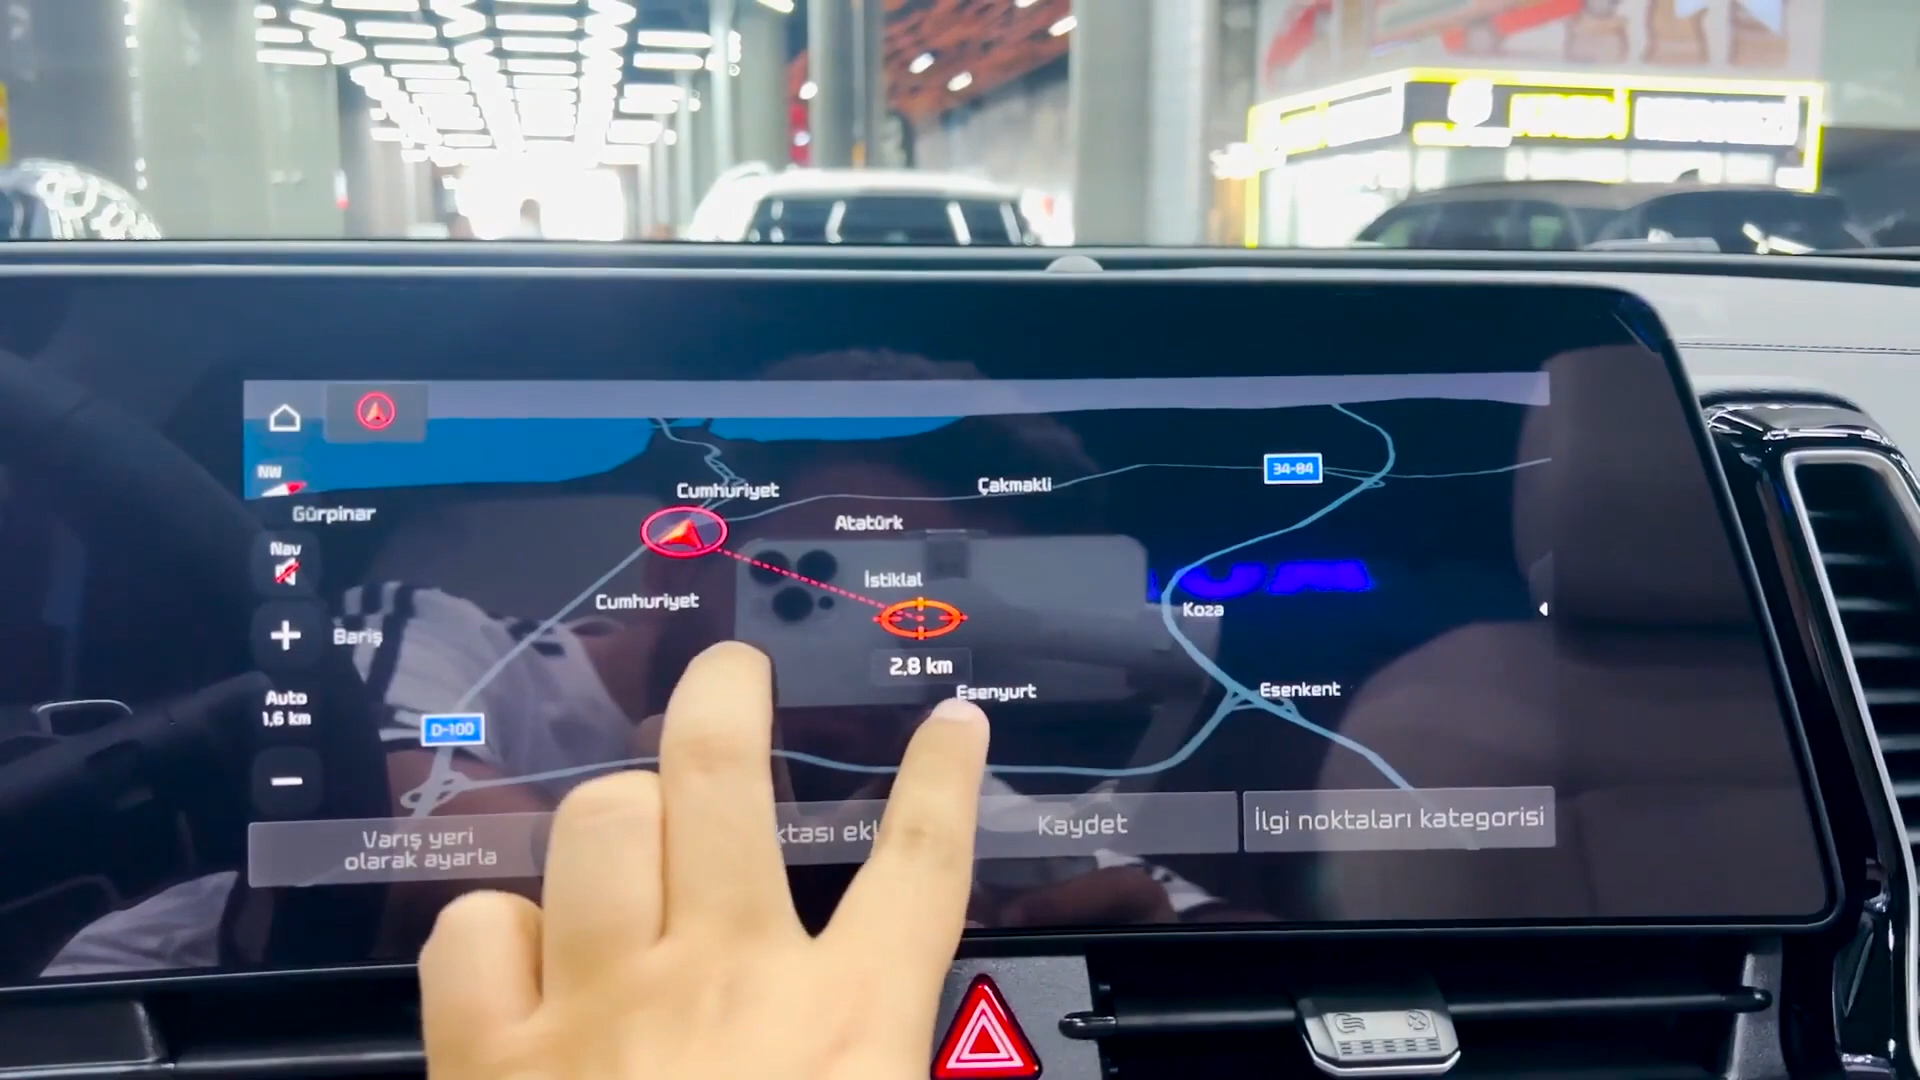 NW
Gürpinar
Cumhuriyet
Çakmakli
34-84
Atatürk
Nav
İstiklal
Cumhuriyet
Koza
Bariş
2,8 km
Esenyurt
Esenkent
Auto
1,6 km
D-100
Varış yeri
olarak ayarla
Kaydet
İlgi noktaları kategorisi